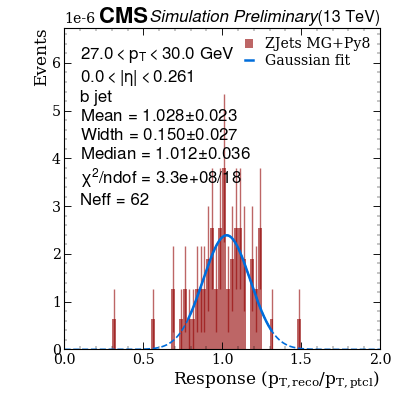 1e-6 CMS Simulation Preliminary (13 TeV)
Events
27.0 < p_T < 30.0 GeV
0.0 < |η| < 0.261
b jet
Mean = 1.028±0.023
Width = 0.150±0.027
Median = 1.012±0.036
χ²/ndof = 3.3e+08/18
Neff = 62
ZJets MG+Py8
Gaussian fit
6
5
4
3
2
1
0
0.0 0.5 1.0 1.5 2.0
Response (p_T,reco/p_T,ptcl)